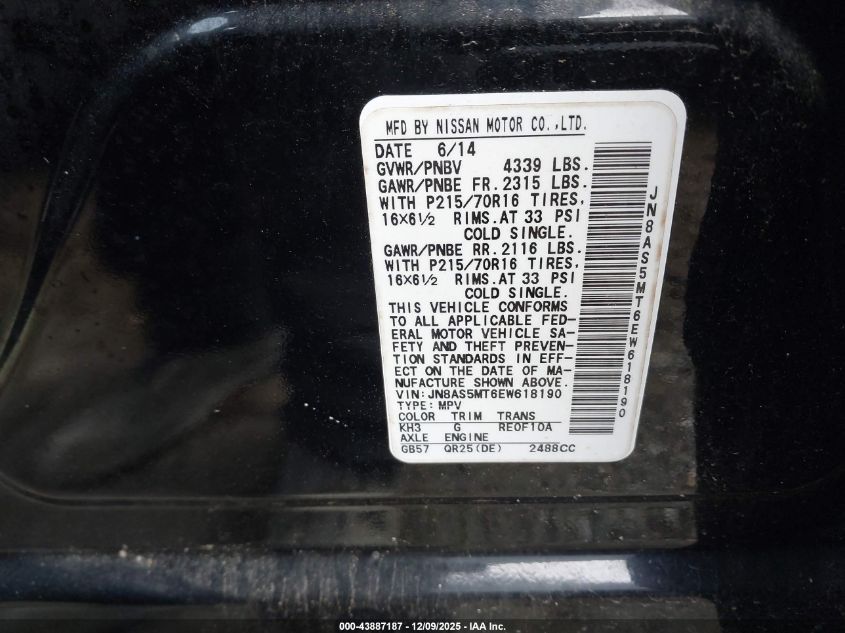 MFD BY NISSAN MOTOR CO.,LTD.
DATE 6/14
GVWR/PNBV 4339 LBS.
GAWR/PNBE FR. 2315 LBS.
WITH P215/70R16 TIRES,
16X6½ RIMS. AT 33 PSI
COLD SINGLE.
GAWR/PNBE RR. 2116 LBS.
WITH P215/70R16 TIRES,
16X6½ RIMS. AT 33 PSI
COLD SINGLE.
THIS VEHICLE CONFORMS
TO ALL APPLICABLE FED-
ERAL MOTOR VEHICLE SA-
FETY AND THEFT PREVEN-
TION STANDARDS IN EFF-
ECT ON THE DATE OF MA-
NUFACTURE SHOWN ABOVE.
VIN: JN8AS5MT6EW618190
TYPE: MPV
COLOR TRIM TRANS
KH3 G RE0F10A
AXLE ENGINE
GB57 QR25(DE) 2488CC
JN8AS5MT6EW618190
000-43887187 - 12/09/2025 - IAA Inc.